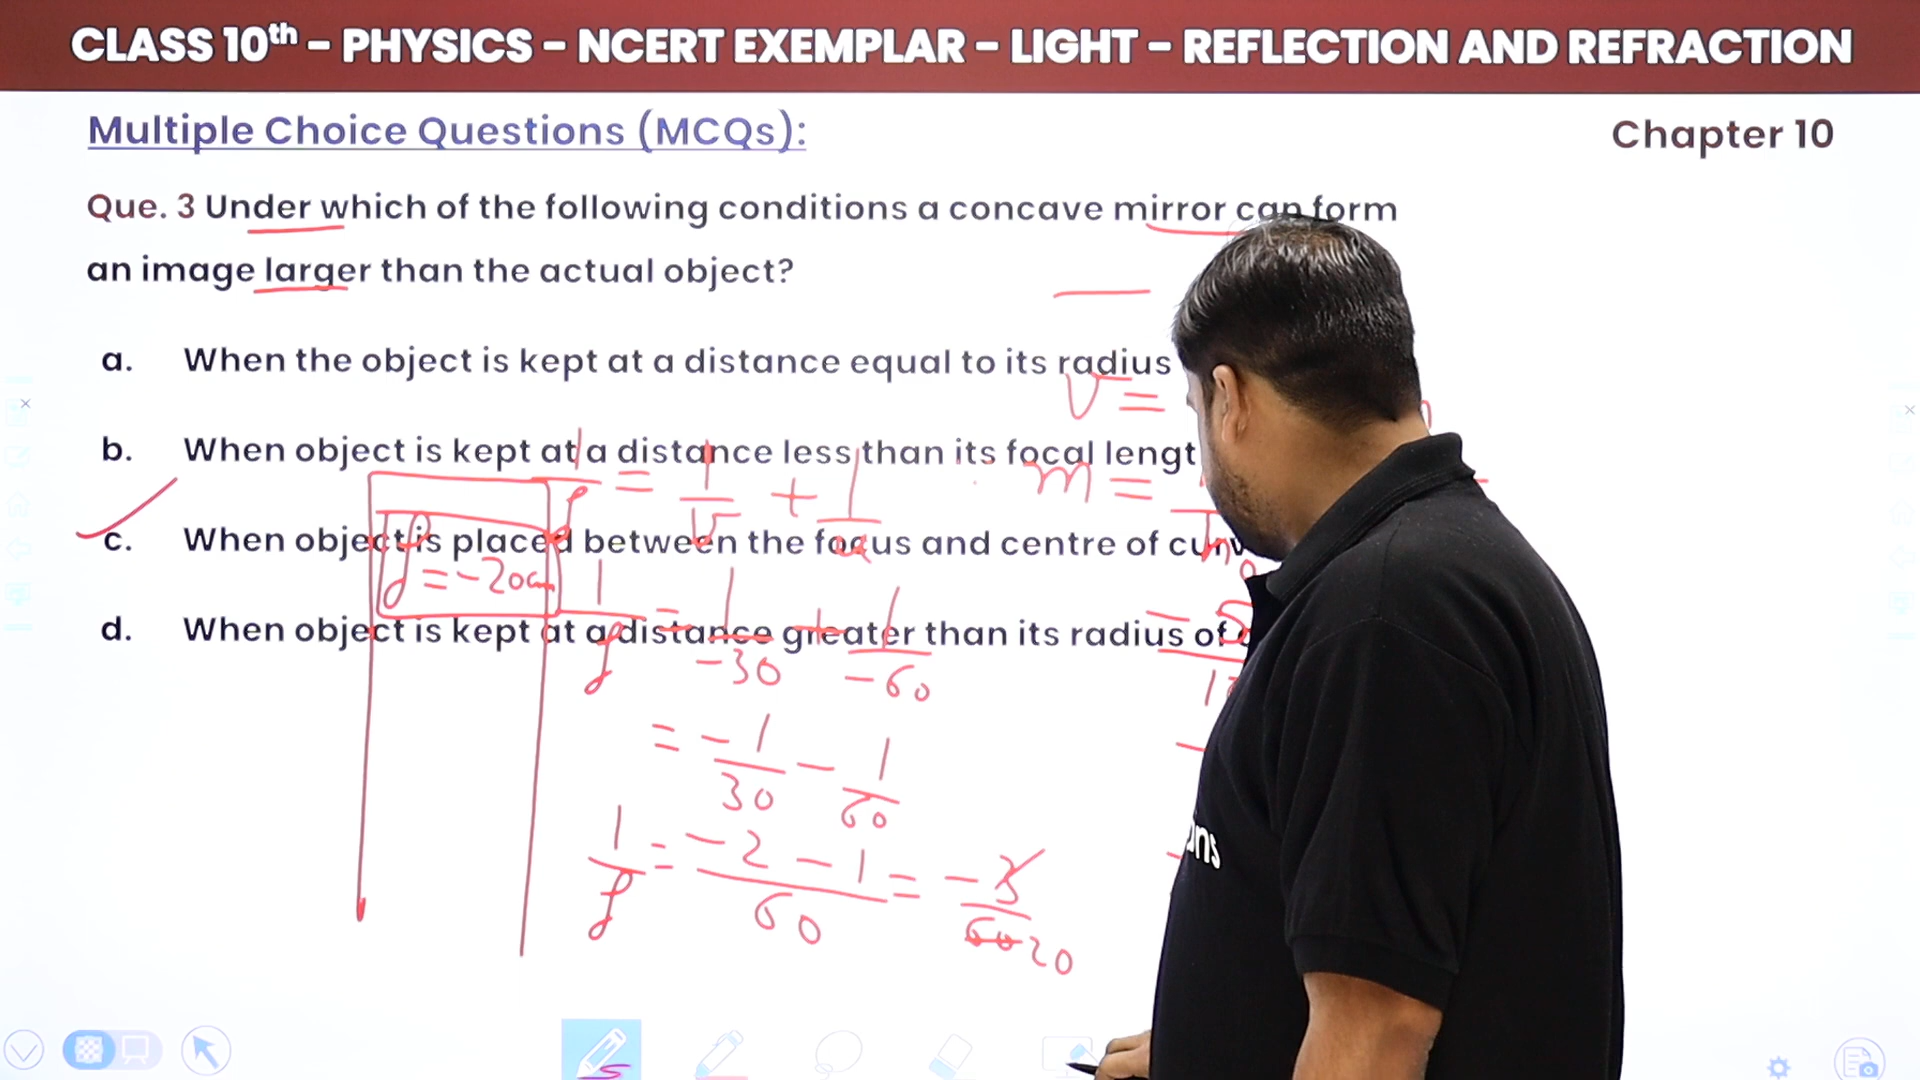 CLASS 10th – PHYSICS – NCERT EXEMPLAR – LIGHT – REFLECTION AND REFRACTION
Multiple Choice Questions (MCQs):
Chapter 10
Que. 3 Under which of the following conditions a concave mirror can form
an image larger than the actual object?
a. When the object is kept at a distance equal to its radius
V =
b. When object is kept at a distance less than its focal lengt
1/f = 1/v + 1/u
m =
c. When object is placed between the focus and centre of curv
f = -20cm
d. When object is kept at a distance greater than its radius of
1/f = 1/-30 + 1/-60
= -1/30 - 1/60
1/f = -2 - 1/60 = -3/60 20
ns